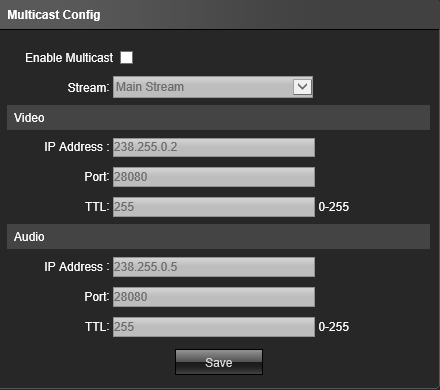 Multicast Config
Enable Multicast
Stream: Main Stream
Video
IP Address : 238.255.0.2
Port: 28080
TTL: 255 0-255
Audio
IP Address : 238.255.0.5
Port: 28080
TTL: 255 0-255
Save